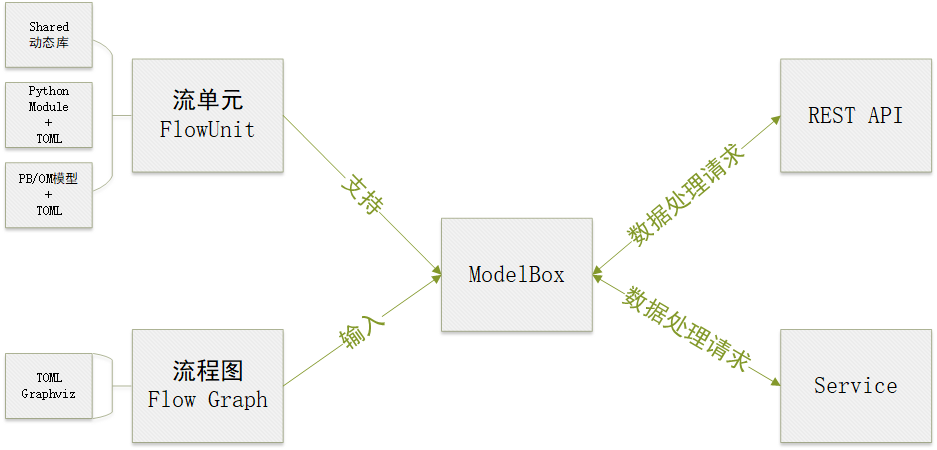 Shared
动态库
Python
Module
+
TOML
PB/OM模型
+
TOML
流单元
FlowUnit
支持
TOML
Graphviz
流程图
Flow Graph
输入
ModelBox
数据处理请求
REST API
数据处理请求
Service